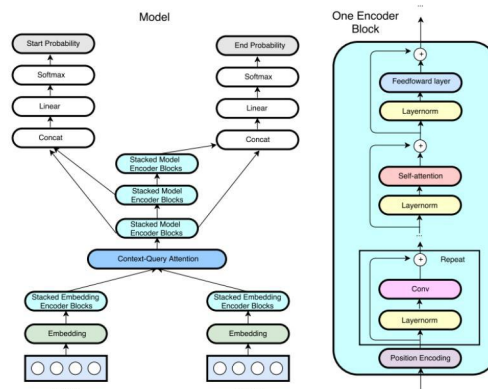 Model
Start Probability
End Probability
Softmax
Softmax
Linear
Linear
Concat
Concat
Stacked Model
Encoder Blocks
Stacked Model
Encoder Blocks
Stacked Model
Encoder Blocks
Context-Query Attention
Stacked Embedding
Encoder Blocks
Stacked Embedding
Encoder Blocks
Embedding
Embedding
One Encoder
Block
...
+
Feedfoward layer
Layernorm
+
Self-attention
Layernorm
...
+
Repeat
Conv
Layernorm
Position Encoding